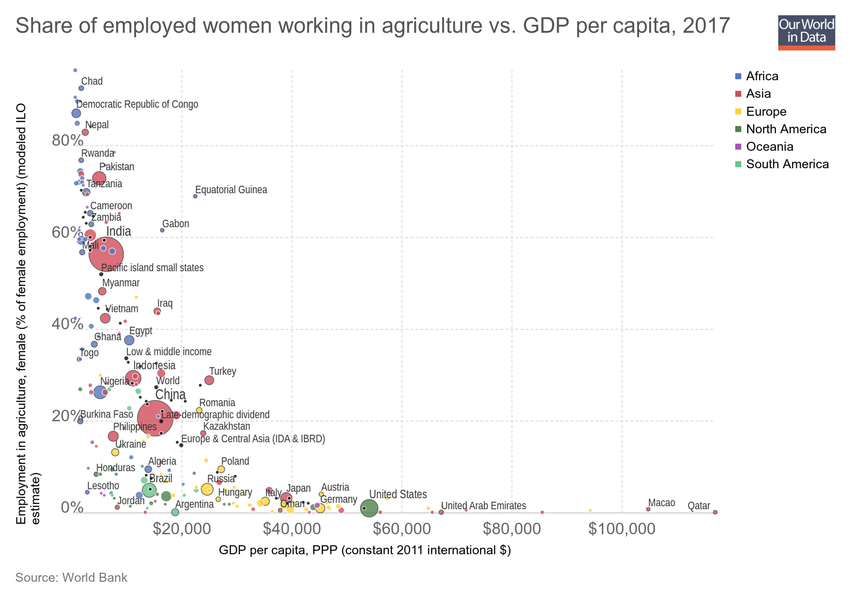 Share of employed women working in agriculture vs. GDP per capita, 2017
Our World
in Data
Employment in agriculture, female (% of female employment) (modeled ILO
estimate)
Africa
Asia
Europe
North America
Oceania
South America
Chad
Democratic Republic of Congo
Nepal
80%
Rwanda
Pakistan
Tanzania
Equatorial Guinea
Cameroon
Zambia
Gabon
60%
India
Mali
Pacific island small states
Myanmar
Iraq
Vietnam
40%
Egypt
Ghana
Togo
Low & middle income
Indonesia
Turkey
Nigeria
World
China
Romania
20%
Burkina Faso
Late-demographic dividend
Philippines
Kazakhstan
Ukraine
Europe & Central Asia (IDA & IBRD)
Algeria
Poland
Honduras
Brazil
Russia
Lesotho
Hungary
Italy
Japan
Austria
United States
Jordan
Argentina
Oman
Germany
United Arab Emirates
Macao
Qatar
0%
$20,000
$40,000
$60,000
$80,000
$100,000
GDP per capita, PPP (constant 2011 international $)
Source: World Bank